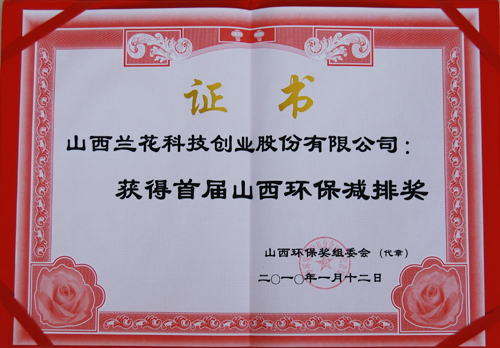 证书
山西兰花科技创业股份有限公司：
获得首届山西环保减排奖
山西环保奖组委会（代章）
二〇一〇年一月十二日